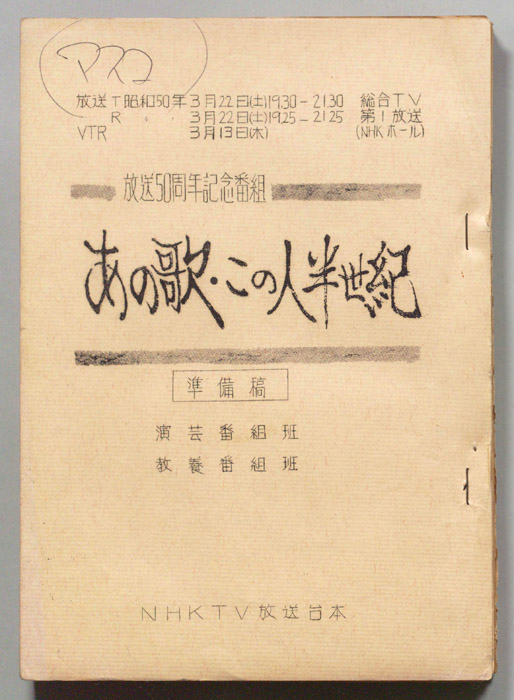 マスコ
放送 T 昭和50年 3月22日(土)19.30-21.30 総合TV
R 〃 〃 3月22日(土)19.25-21.25 第1放送
VTR 3月13日(木) (NHKホール)
放送50周年記念番組
あの歌・この人半世紀
準備稿
演芸番組班
教養番組班
NHKTV放送台本